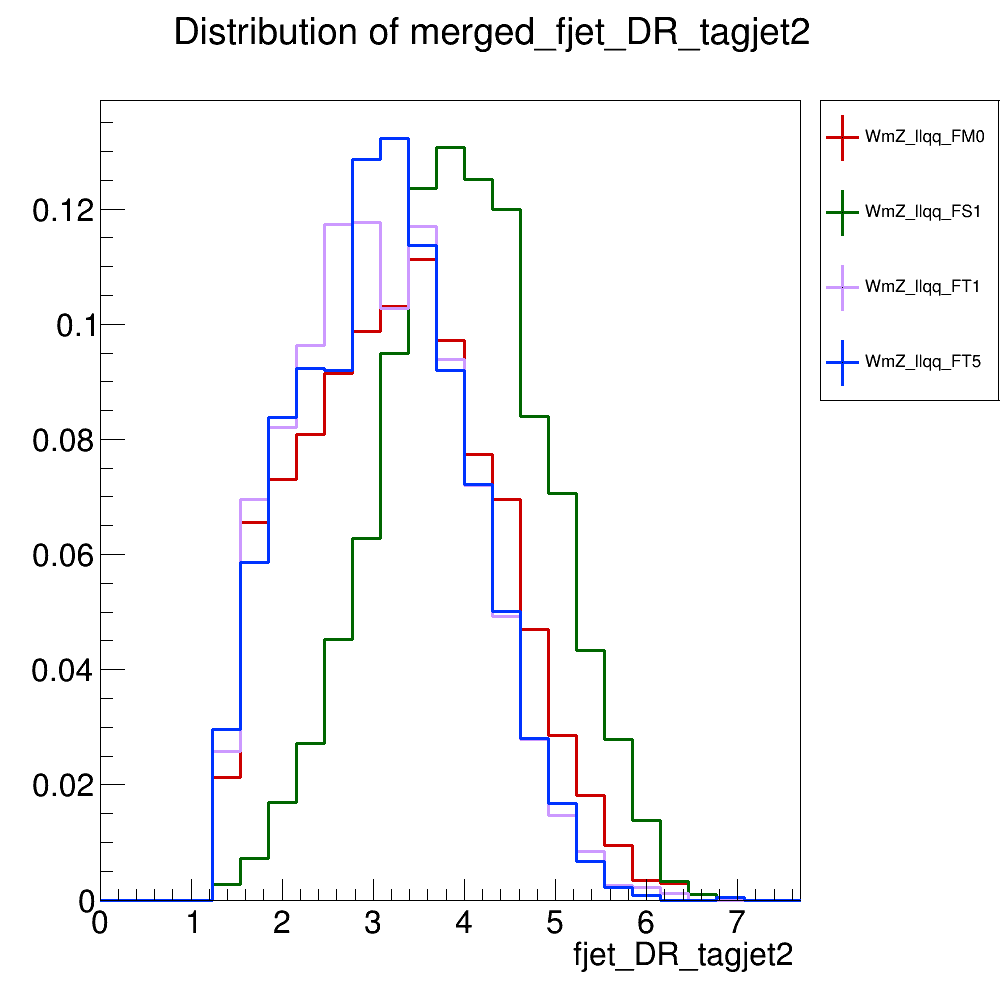 Distribution of merged_fjet_DR_tagjet2
WmZ_llqq_FM0
WmZ_llqq_FS1
WmZ_llqq_FT1
WmZ_llqq_FT5
0.12
0.1
0.08
0.06
0.04
0.02
0
0 1 2 3 4 5 6 7
fjet_DR_tagjet2